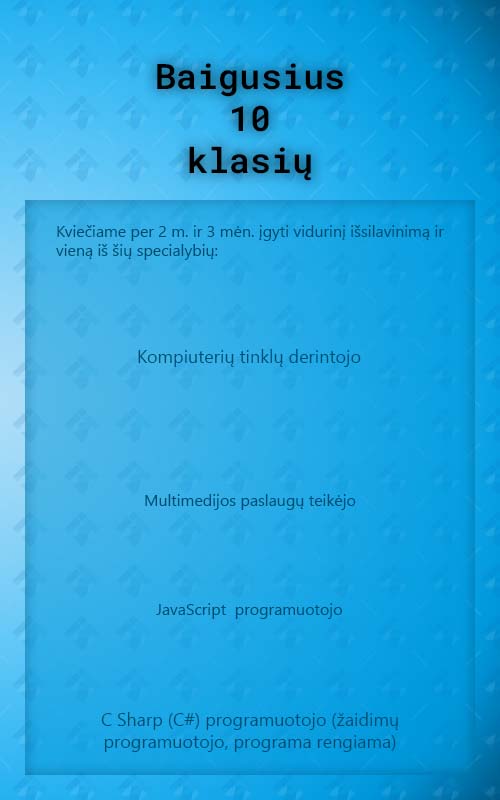 Baigusius
10
klasių
Kviečiame per 2 m. ir 3 mėn. įgyti vidurinį išsilavinimą ir
vieną iš šių specialybių:
Kompiuterių tinklų derintojo
Multimedijos paslaugų teikėjo
JavaScript  programuotojo
C Sharp (C#) programuotojo (žaidimų
programuotojo, programa rengiama)